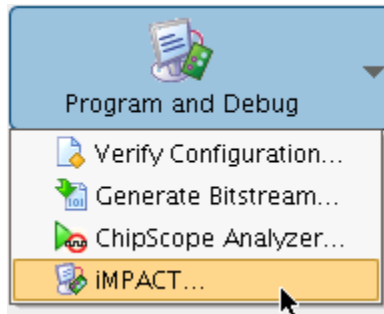 Program and Debug
Verify Configuration...
Generate Bitstream...
ChipScope Analyzer...
iMPACT...